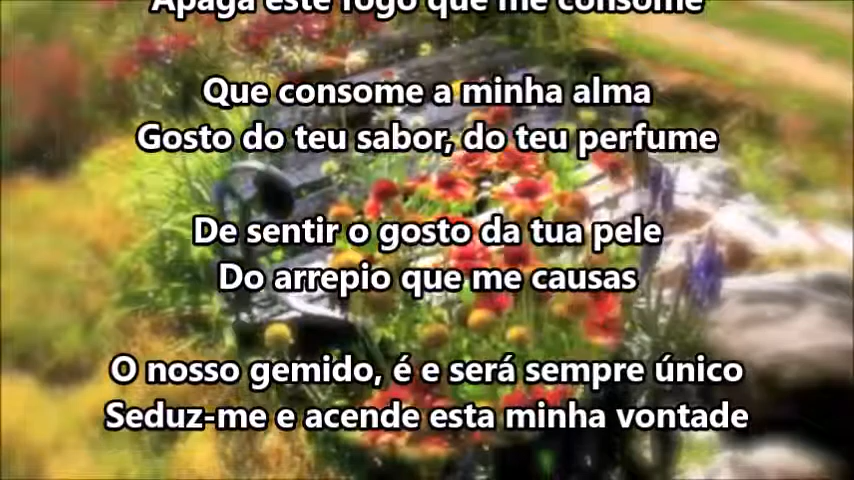 Apaga este fogo que me consome
Que consome a minha alma
Gosto do teu sabor, do teu perfume
De sentir o gosto da tua pele
Do arrepio que me causas
O nosso gemido, é e será sempre único
Seduz-me e acende esta minha vontade